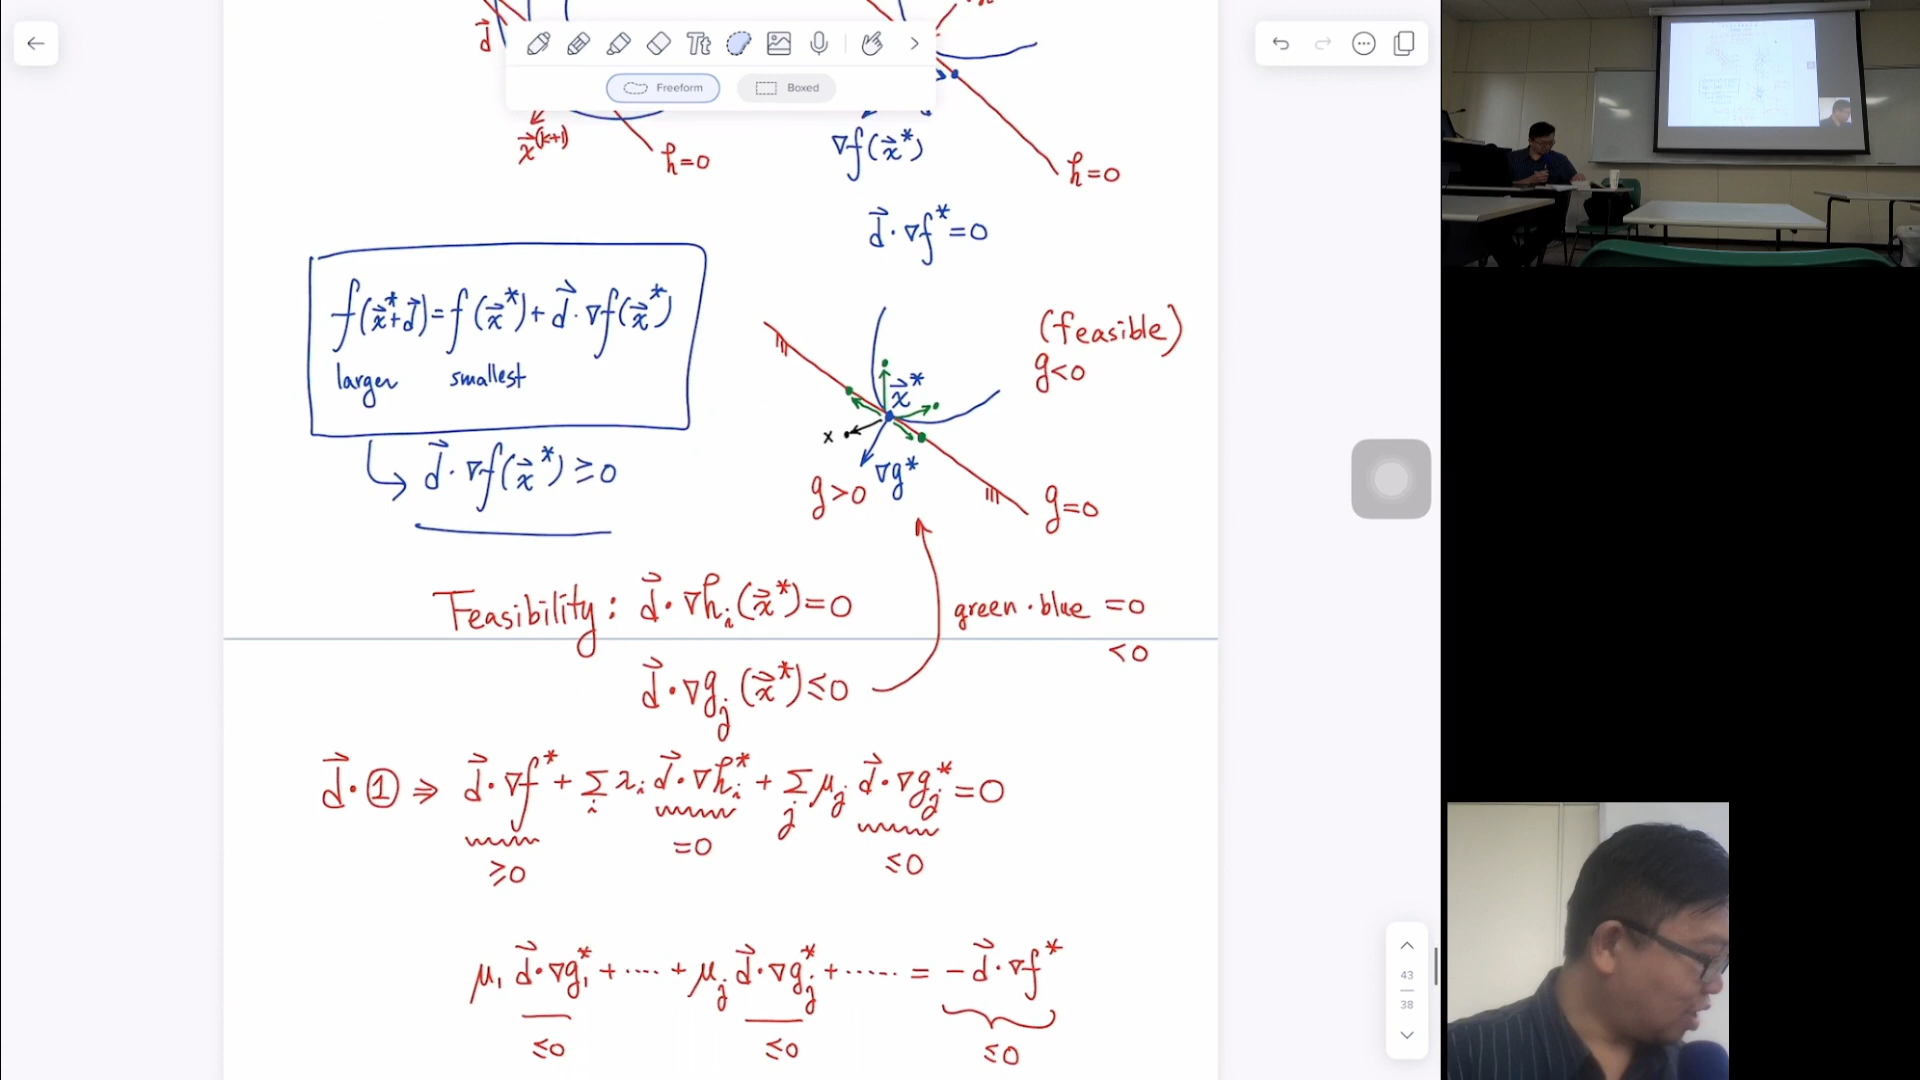 Freeform
Boxed
d⃗
x⃗^(k+1)
h=0
∇f(x⃗*)
h=0
d⃗·∇f*=0
f(x⃗*+d⃗)=f(x⃗*)+d⃗·∇f(x⃗*)
larger smallest
d⃗·∇f(x⃗*)≥0
(feasible)
g<0
x⃗*
x
∇g*
g>0
g=0
Feasibility: d⃗·∇h_i(x⃗*)=0
green·blue =0
<0
d⃗·∇g_j(x⃗*)≤0
d⃗·① ⇒ d⃗·∇f*+∑_i λ_i d⃗·∇h_i*+∑_j μ_j d⃗·∇g_j*=0
≥0 =0 ≤0
μ_1 d⃗·∇g_1*+····+μ_j d⃗·∇g_j*+·····=-d⃗·∇f*
≤0 ≤0 ≤0
43
38